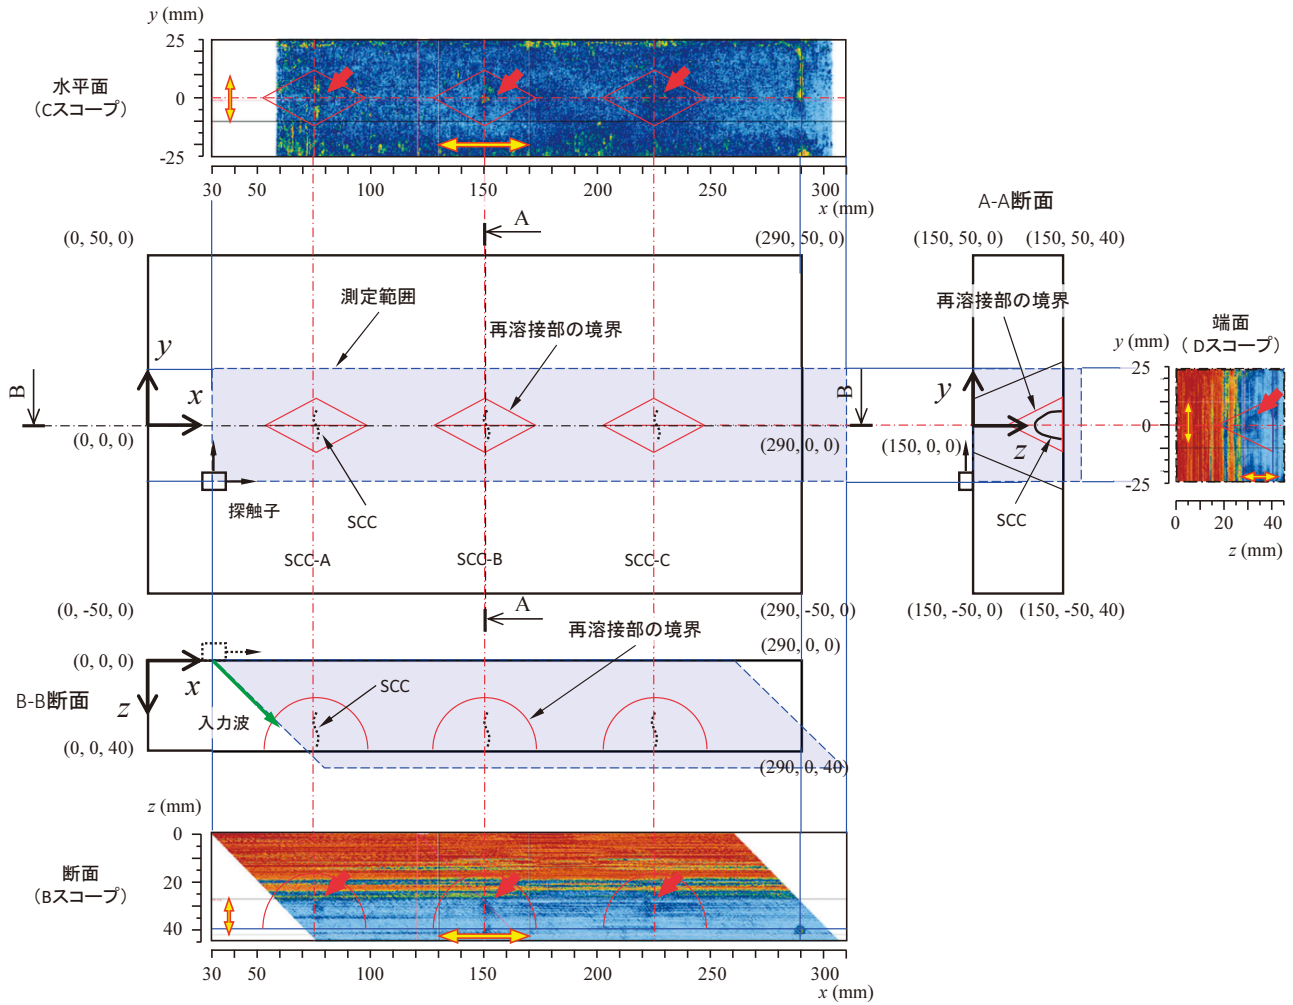 y (mm)
25
0
-25
水平面
（Cスコープ）
30
50
100
150
200
250
300
x (mm)
A
A-A断面
(0, 50, 0)
(290, 50, 0)
(150, 50, 0)
(150, 50, 40)
測定範囲
再溶接部の境界
再溶接部の境界
端面
（ Dスコープ）
y (mm)
25
0
-25
y
x
B
B
y
z
(0, 0, 0)
(290, 0, 0)
(150, 0, 0)
探触子
SCC
SCC
0
20
40
z (mm)
SCC-A
SCC-B
SCC-C
(0, -50, 0)
A
(290, -50, 0)
(150, -50, 0)
(150, -50, 40)
再溶接部の境界
(0, 0, 0)
(290, 0, 0)
x
SCC
B-B断面
z
入力波
(0, 0, 40)
(290, 0, 40)
z (mm)
0
20
40
断面
（Bスコープ）
30
50
100
150
200
250
300
x (mm)